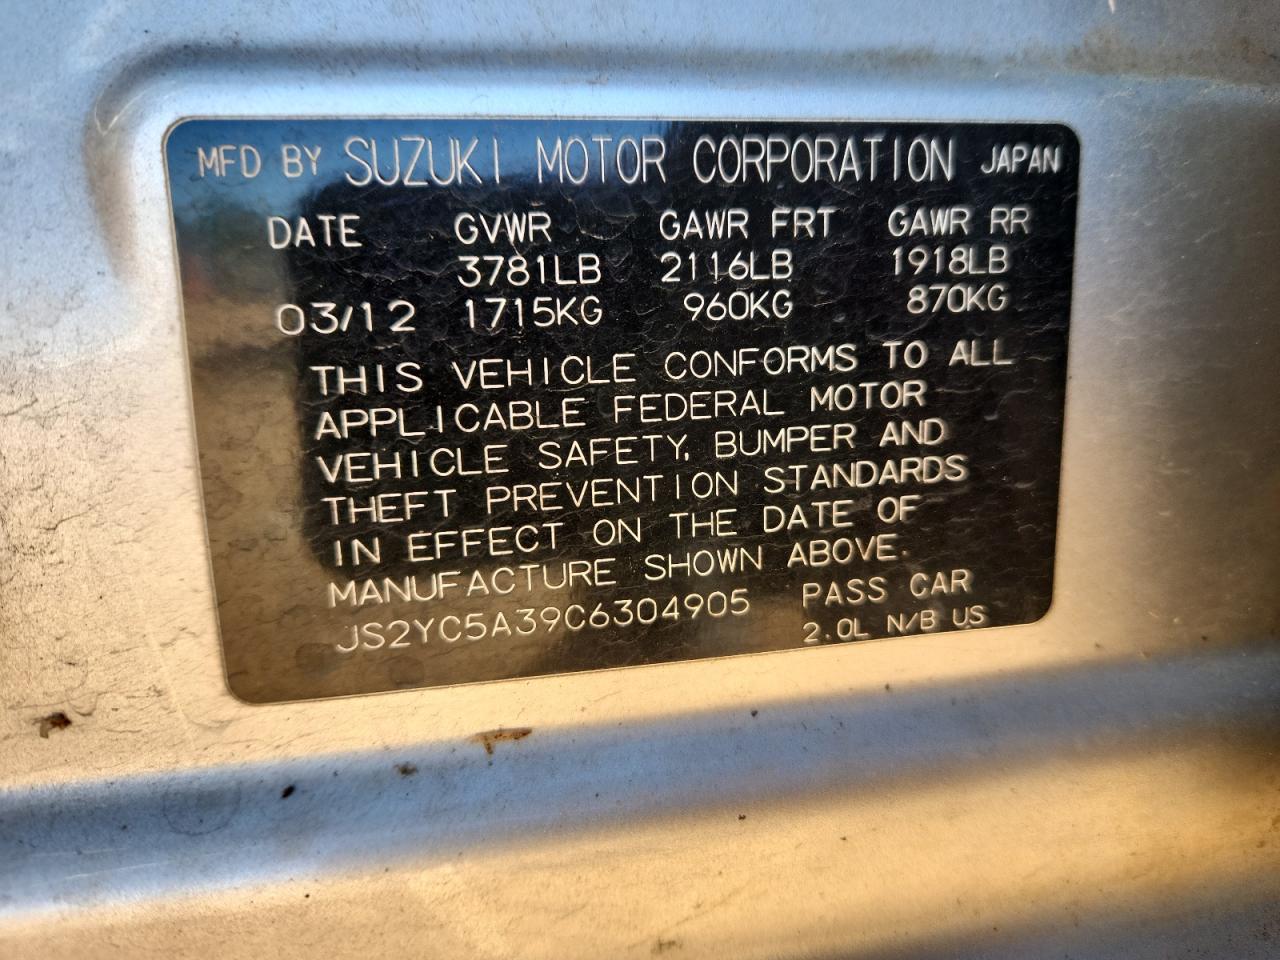 MFD BY SUZUKI MOTOR CORPORATION JAPAN
DATE GVWR GAWR FRT GAWR RR
3781LB 2116LB 1918LB
03/12 1715KG 960KG 870KG
THIS VEHICLE CONFORMS TO ALL
APPLICABLE FEDERAL MOTOR
VEHICLE SAFETY, BUMPER AND
THEFT PREVENTION STANDARDS
IN EFFECT ON THE DATE OF
MANUFACTURE SHOWN ABOVE.
JS2YC5A39C6304905 PASS CAR
2.0L N/B US